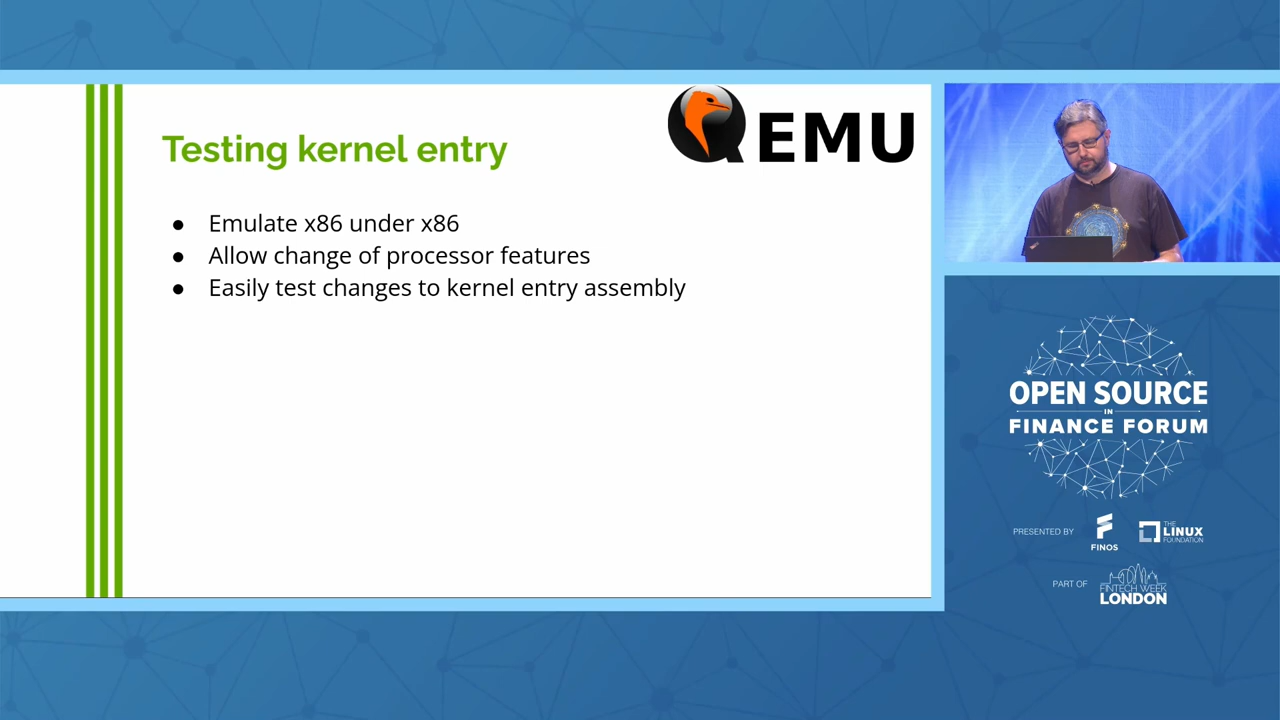 Testing kernel entry
QEMU
● Emulate x86 under x86
● Allow change of processor features
● Easily test changes to kernel entry assembly
OPEN SOURCE
IN
FINANCE FORUM
PRESENTED BY
FINOS
THE
LINUX
FOUNDATION
PART OF
FINTECH WEEK
LONDON